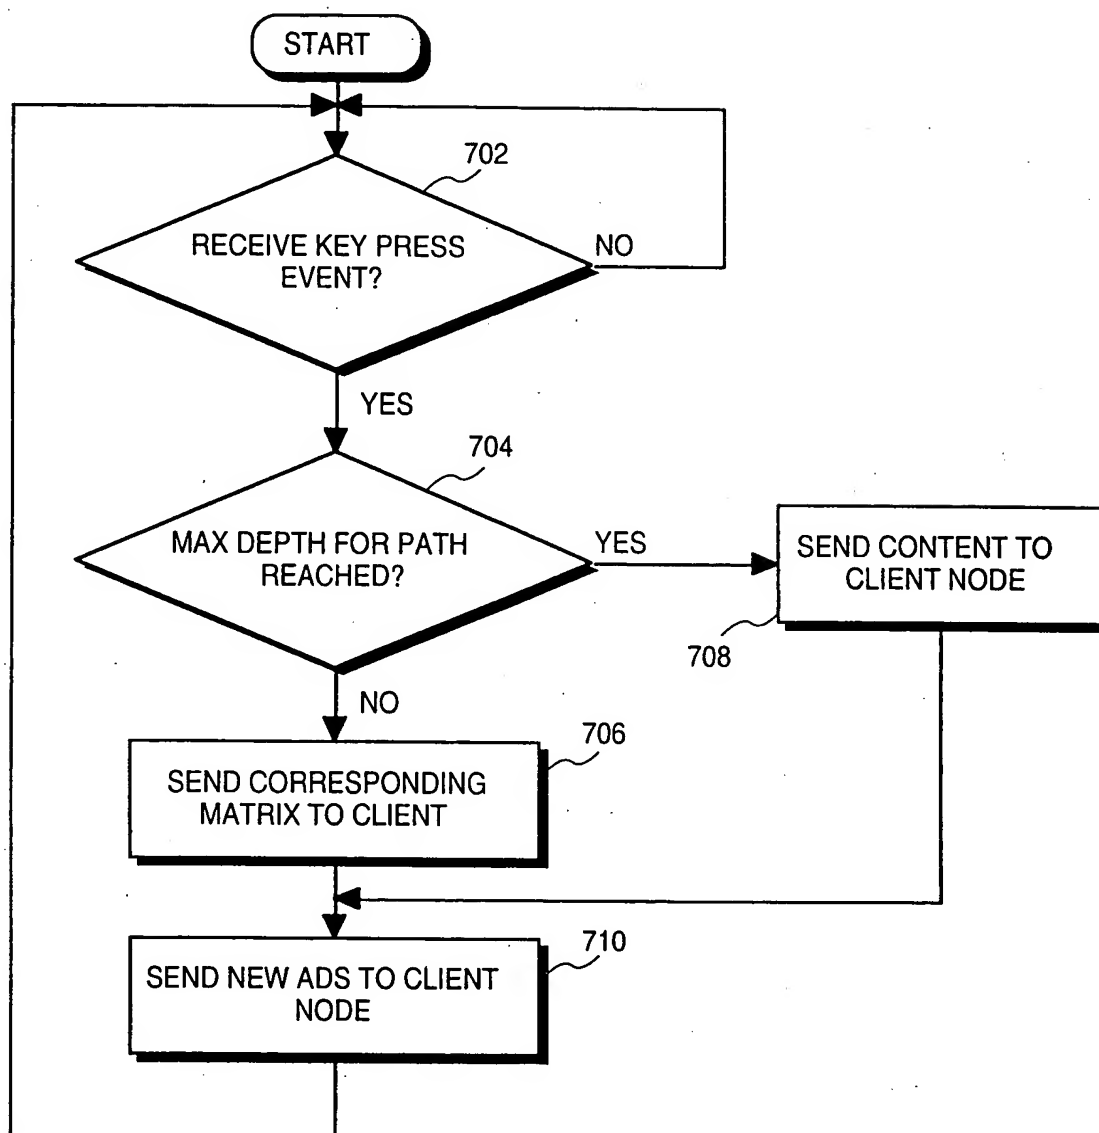 START
702
RECEIVE KEY PRESS
EVENT?
NO
YES
704
MAX DEPTH FOR PATH
REACHED?
YES
SEND CONTENT TO
CLIENT NODE
708
NO
706
SEND CORRESPONDING
MATRIX TO CLIENT
710
SEND NEW ADS TO CLIENT
NODE